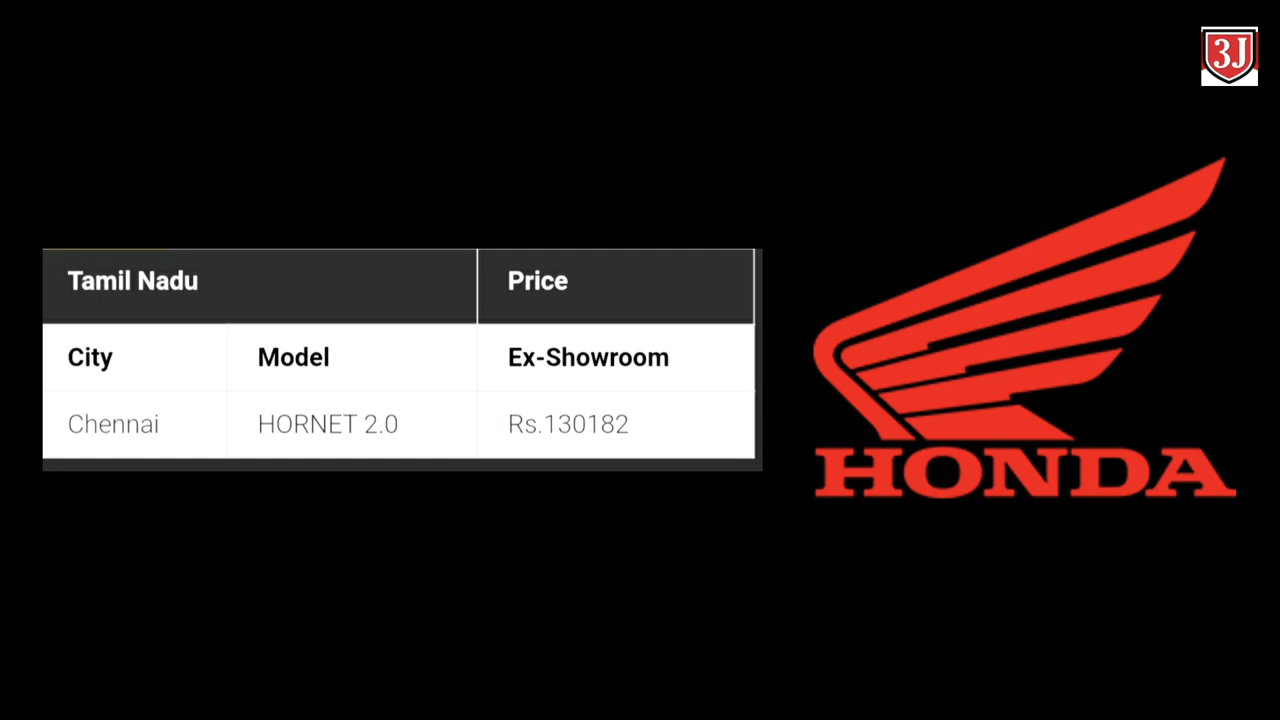 3J
Tamil Nadu Price
City Model Ex-Showroom
Chennai HORNET 2.0 Rs.130182
HONDA